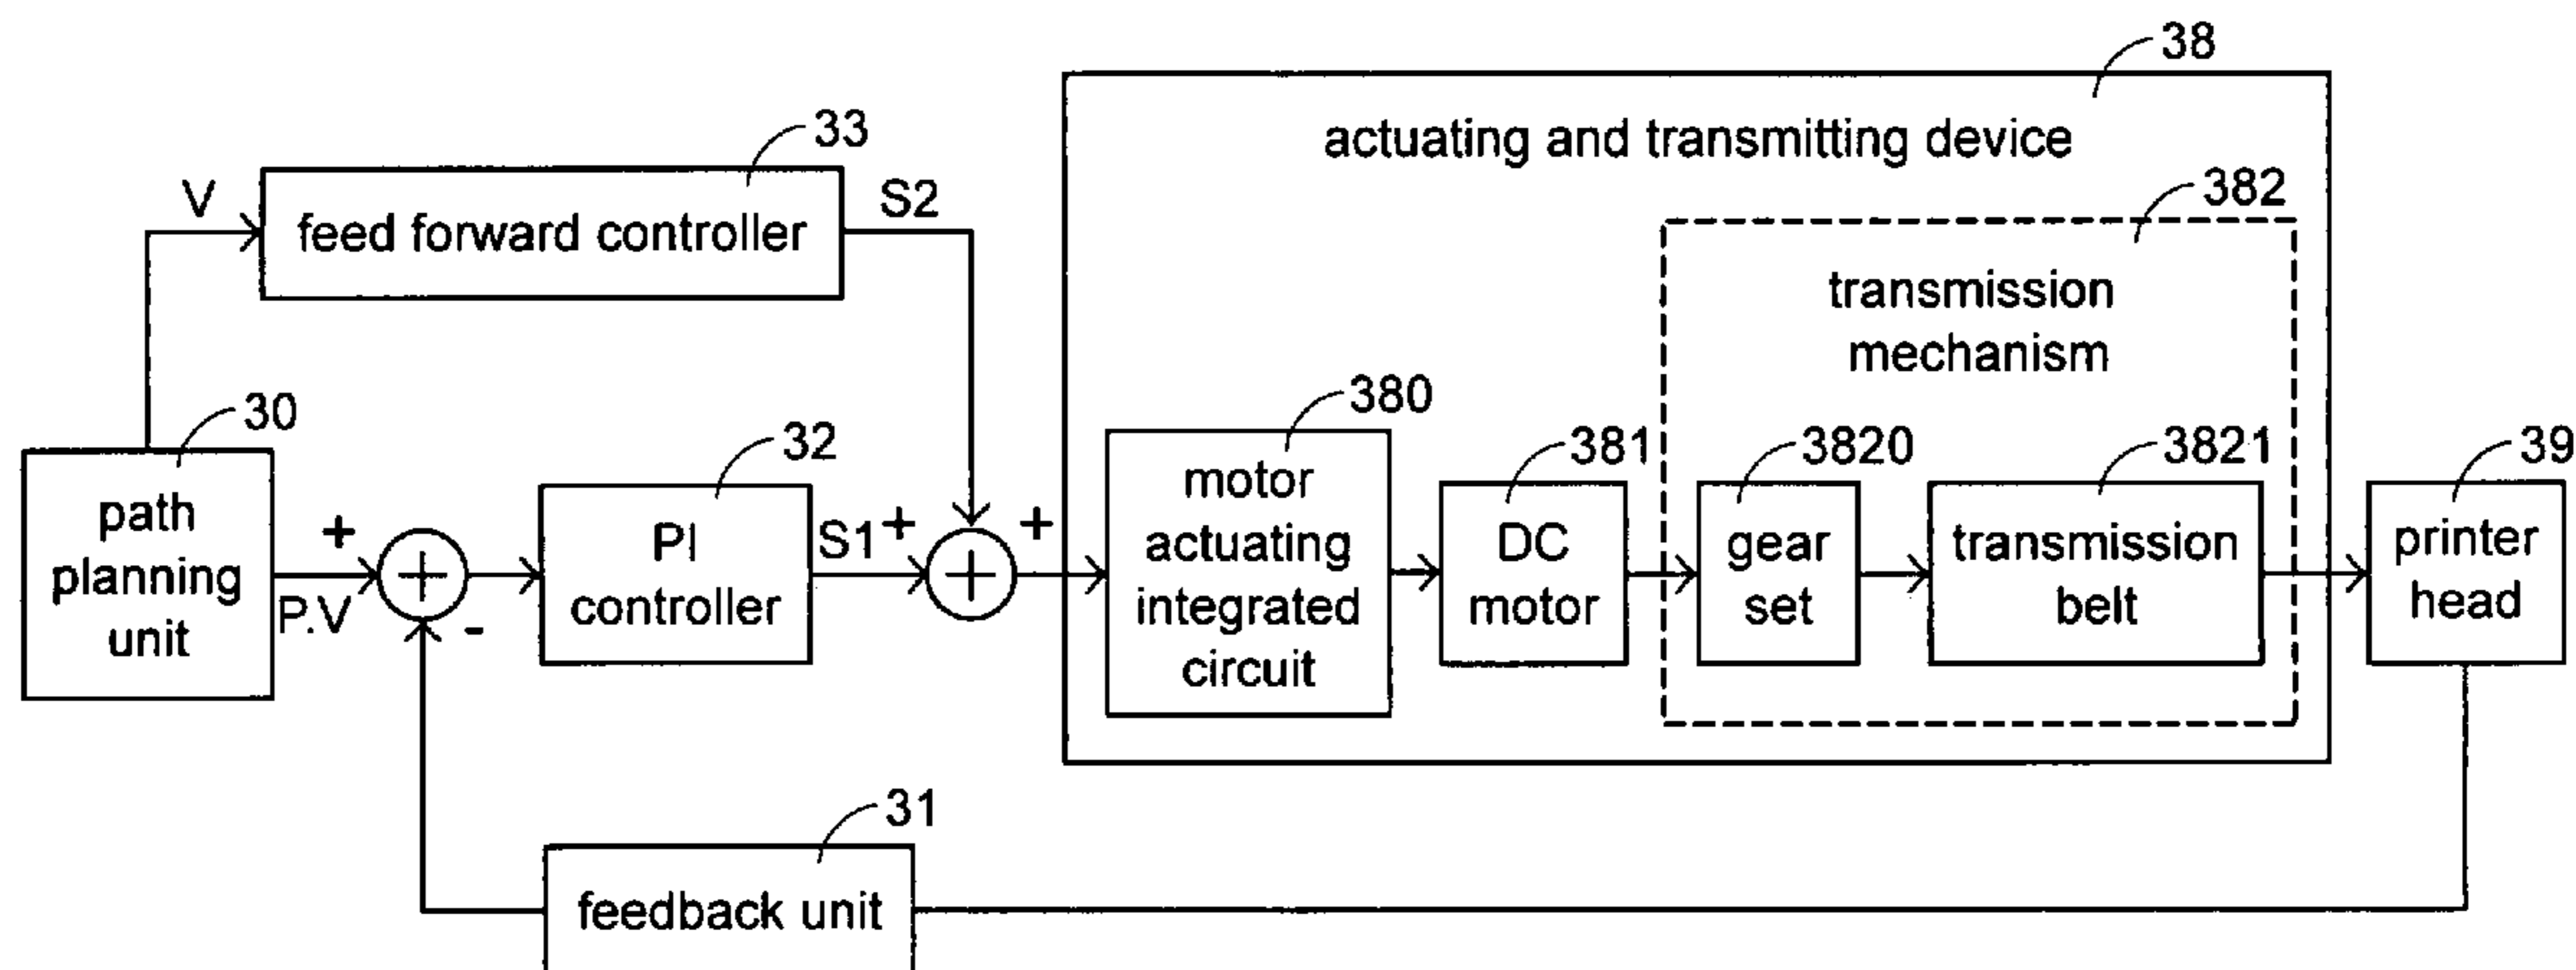 38
actuating and transmitting device
33
V
feed forward controller
S2
382
transmission
mechanism
30
path
planning
unit
+
P.V
+
-
32
PI
controller
S1
+
+
+
380
motor
actuating
integrated
circuit
381
DC
motor
3820
gear
set
3821
transmission
belt
39
printer
head
31
feedback unit